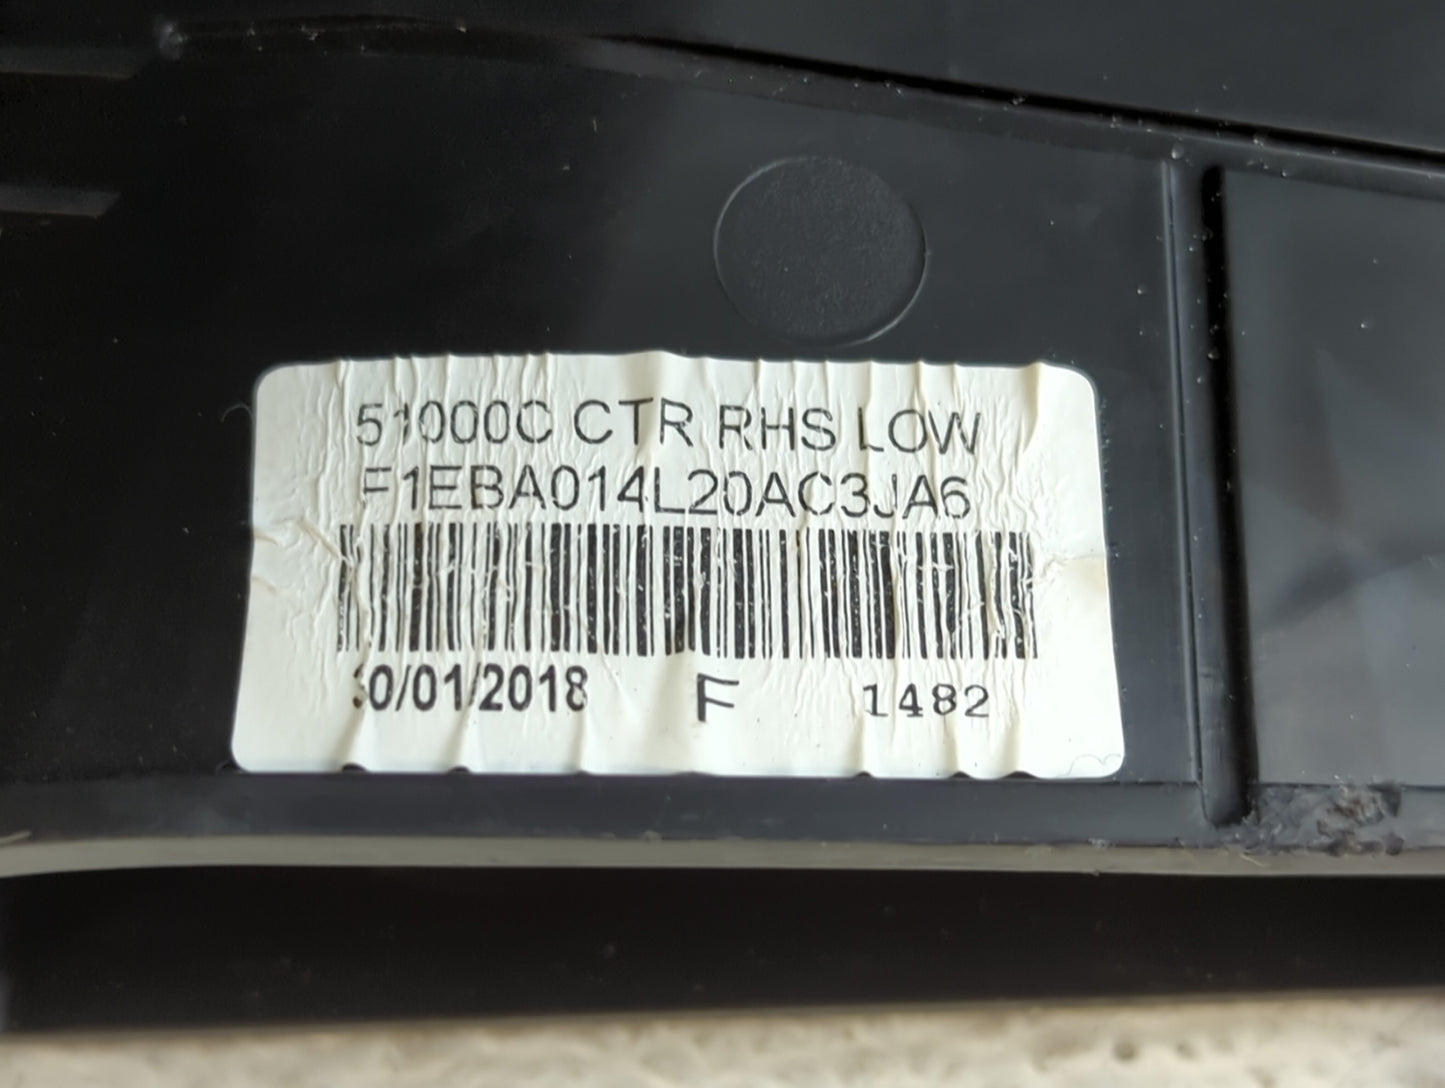 51000C CTR RHS LOW
F1EBA014L20AC3JA6
30/01/2018 F 1482